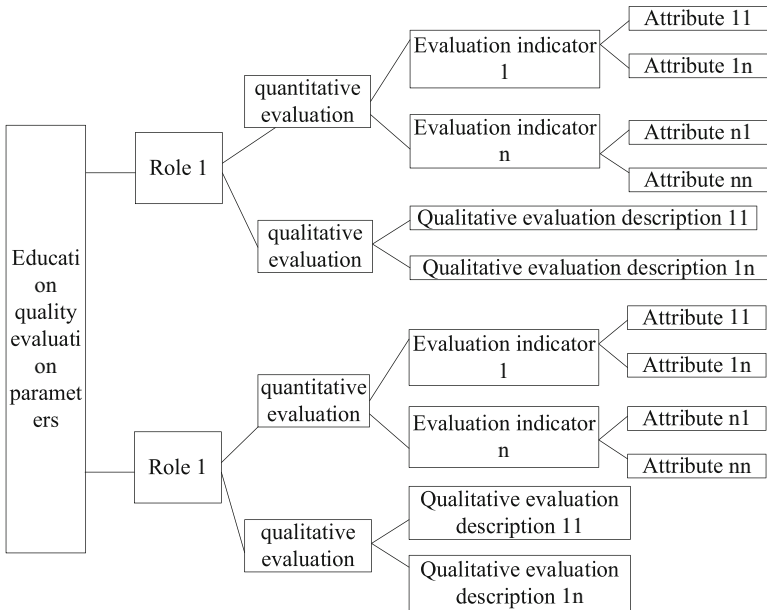 Educati
on
quality
evaluati
on
paramet
ers
Role 1
quantitative
evaluation
Evaluation indicator
1
Attribute 11
Attribute 1n
Evaluation indicator
n
Attribute n1
Attribute nn
qualitative
evaluation
Qualitative evaluation description 11
Qualitative evaluation description 1n
Role 1
quantitative
evaluation
Evaluation indicator
1
Attribute 11
Attribute 1n
Evaluation indicator
n
Attribute n1
Attribute nn
qualitative
evaluation
Qualitative evaluation
description 11
Qualitative evaluation
description 1n